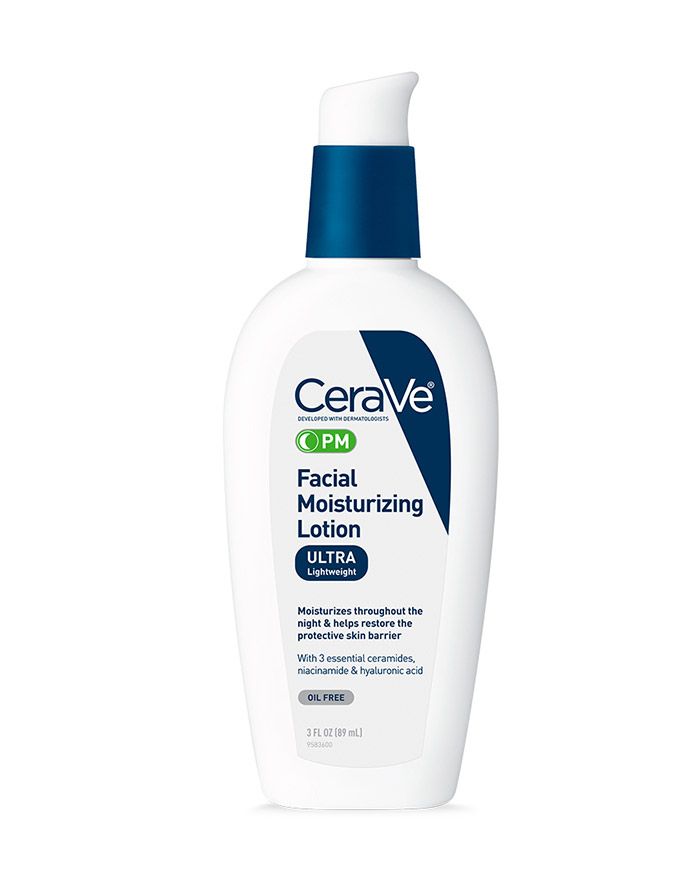 CeraVe®
DEVELOPED WITH DERMATOLOGISTS
PM
Facial
Moisturizing
Lotion
ULTRA
Lightweight
Moisturizes throughout the
night & helps restore the
protective skin barrier
With 3 essential ceramides,
niacinamide & hyaluronic acid
OIL FREE
3 FL OZ (89 mL)
9583600